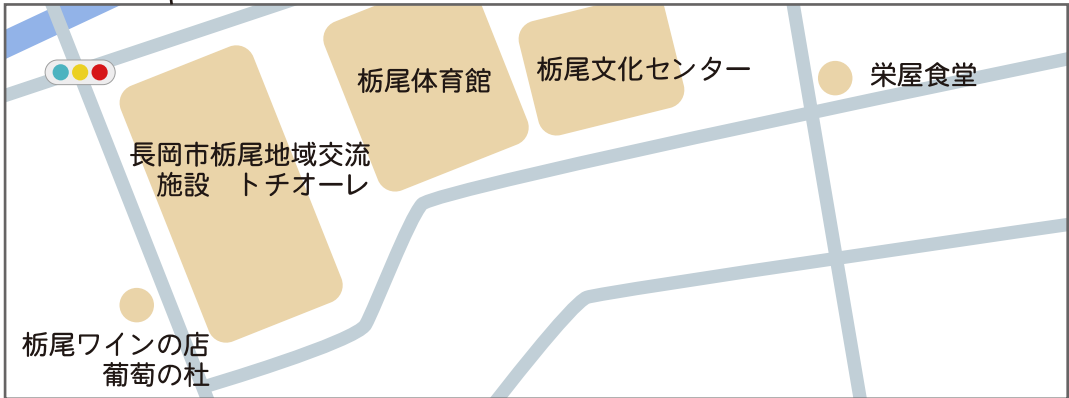 栃尾文化センター
栄屋食堂
栃尾体育館
長岡市栃尾地域交流
施設　トチオーレ
栃尾ワインの店
葡萄の杜